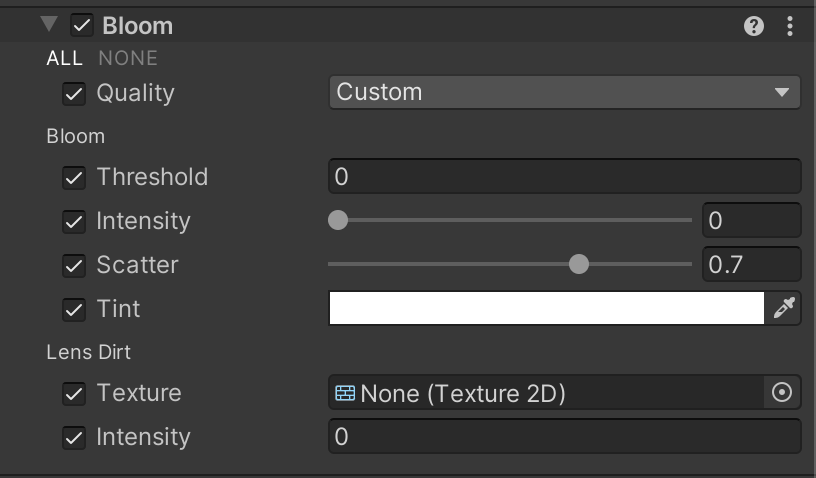 Bloom
ALL NONE
Quality Custom
Bloom
Threshold 0
Intensity 0
Scatter 0.7
Tint
Lens Dirt
Texture None (Texture 2D)
Intensity 0